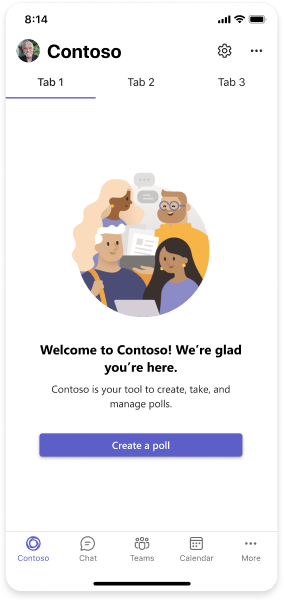 8:14
Contoso
Tab 1 Tab 2 Tab 3
Welcome to Contoso! We're glad
you're here.
Contoso is your tool to create, take, and
manage polls.
Create a poll
Contoso Chat Teams Calendar More